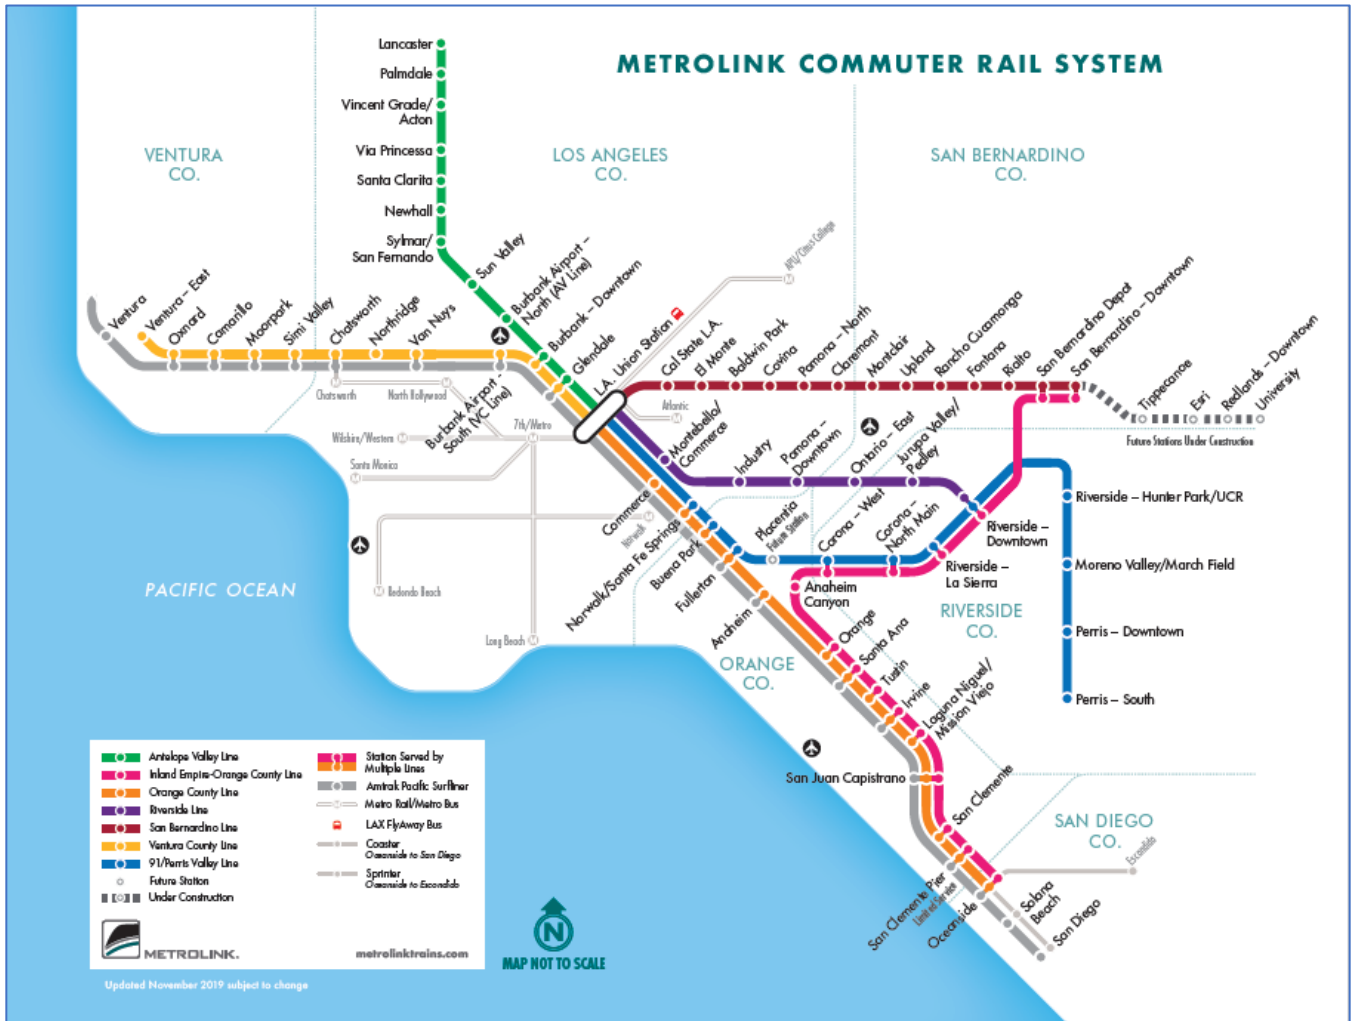 METROLINK COMMUTER RAIL SYSTEM
VENTURA
CO.
LOS ANGELES
CO.
SAN BERNARDINO
CO.
Lancaster
Palmdale
Vincent Grade/
Acton
Via Princessa
Santa Clarita
Newhall
Sylmar/
San Fernando
Sun Valley
Burbank Airport –
North (AV Line)
Burbank – Downtown
Glendale
L.A. Union Station
APU/Citrus College
Ventura
Ventura – East
Oxnard
Camarillo
Moorpark
Simi Valley
Chatsworth
Northridge
Van Nuys
Burbank Airport -
South (VC Line)
Chatsworth
North Hollywood
Wilshire/Western
7th/Metro
Santa Monica
Atlantic
Norwalk
Redondo Beach
Long Beach
Cal State L.A.
El Monte
Baldwin Park
Covina
Pomona – North
Claremont
Montclair
Upland
Rancho Cucamonga
Fontana
Rialto
San Bernardino Depot
San Bernardino – Downtown
Tippecanoe
Esri
Redlands – Downtown
University
Future Stations Under Construction
Montebello/
Commerce
Industry
Pomona –
Downtown
Ontario – East
Jurupa Valley/
Pedley
Riverside –
Downtown
Commerce
Norwalk/Santa Fe Springs
Buena Park
Fullerton
Placentia
Future Station
Corona – West
Corona –
North Main
Riverside –
La Sierra
Riverside – Hunter Park/UCR
Moreno Valley/March Field
Perris – Downtown
Perris – South
RIVERSIDE
CO.
Anaheim
Canyon
Anaheim
Orange
Santa Ana
Tustin
Irvine
Laguna Niguel/
Mission Viejo
ORANGE
CO.
San Juan Capistrano
San Clemente
San Clemente Pier
Limited Service
Oceanside
Solana
Beach
San Diego
Escondido
SAN DIEGO
CO.
PACIFIC OCEAN
Antelope Valley Line
Inland Empire-Orange County Line
Orange County Line
Riverside Line
San Bernardino Line
Ventura County Line
91/Perris Valley Line
Future Station
Under Construction
Station Served by
Multiple Lines
Amtrak Pacific Surfliner
Metro Rail/Metro Bus
LAX FlyAway Bus
Coaster
Oceanside to San Diego
Sprinter
Oceanside to Escondido
METROLINK.
metrolinktrains.com
Updated November 2019 subject to change
N
MAP NOT TO SCALE